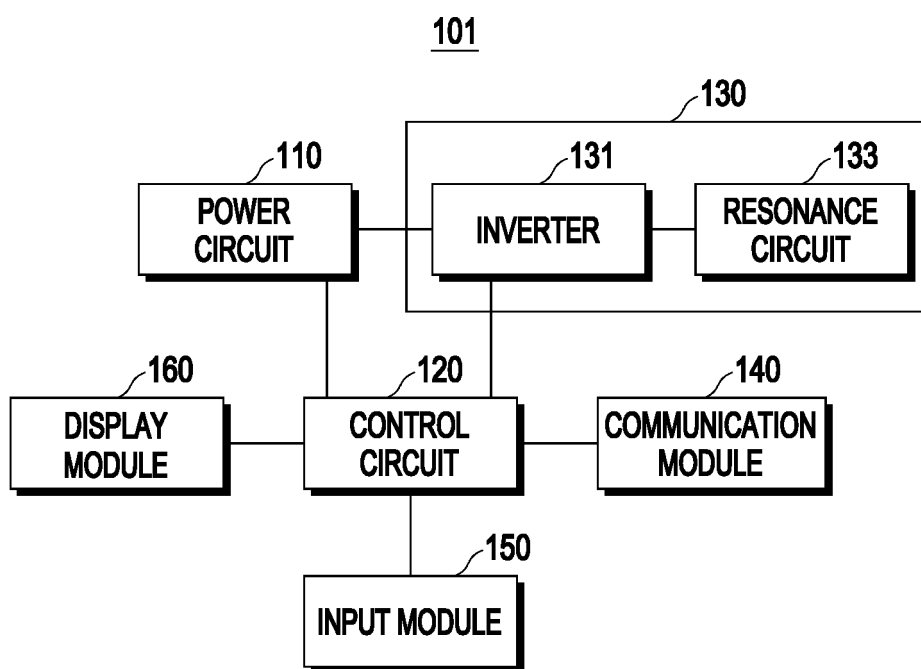 101
130
110
131
133
POWER
CIRCUIT
INVERTER
RESONANCE
CIRCUIT
160
120
140
DISPLAY
MODULE
CONTROL
CIRCUIT
COMMUNICATION
MODULE
150
INPUT MODULE